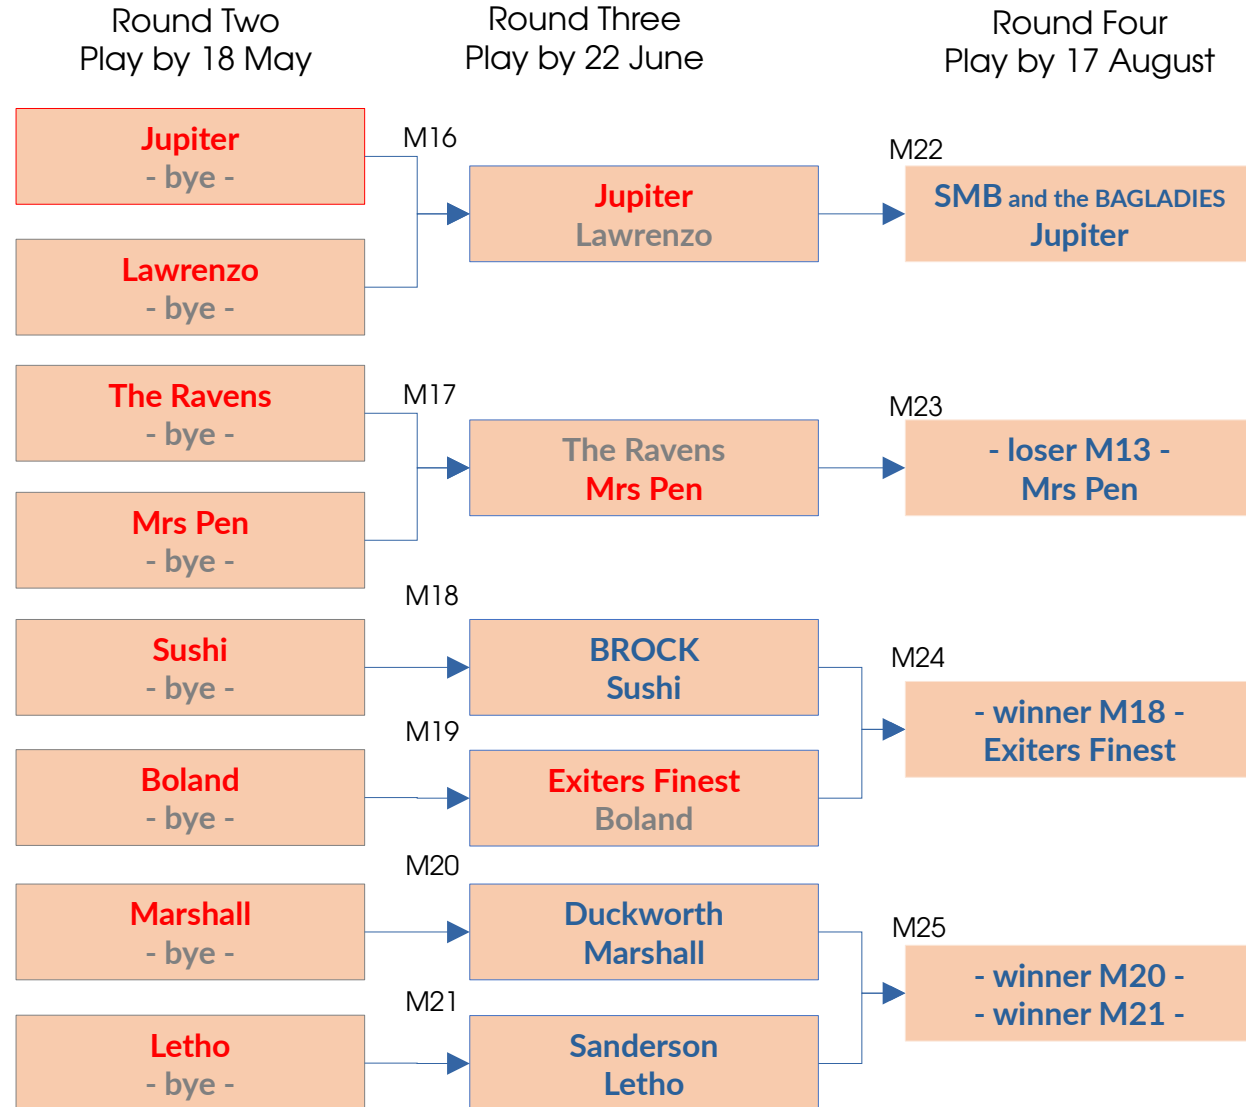 Round Two
Play by 18 May
Round Three
Play by 22 June
Round Four
Play by 17 August
Jupiter
- bye -
M16
Jupiter
Lawrenzo
M22
SMB and the BAGLADIES
Jupiter
Lawrenzo
- bye -
The Ravens
- bye -
M17
The Ravens
Mrs Pen
M23
- loser M13 -
Mrs Pen
Mrs Pen
- bye -
M18
Sushi
- bye -
BROCK
Sushi
M24
- winner M18 -
Exiters Finest
M19
Boland
- bye -
Exiters Finest
Boland
M20
Marshall
- bye -
Duckworth
Marshall
M25
- winner M20 -
- winner M21 -
M21
Letho
- bye -
Sanderson
Letho